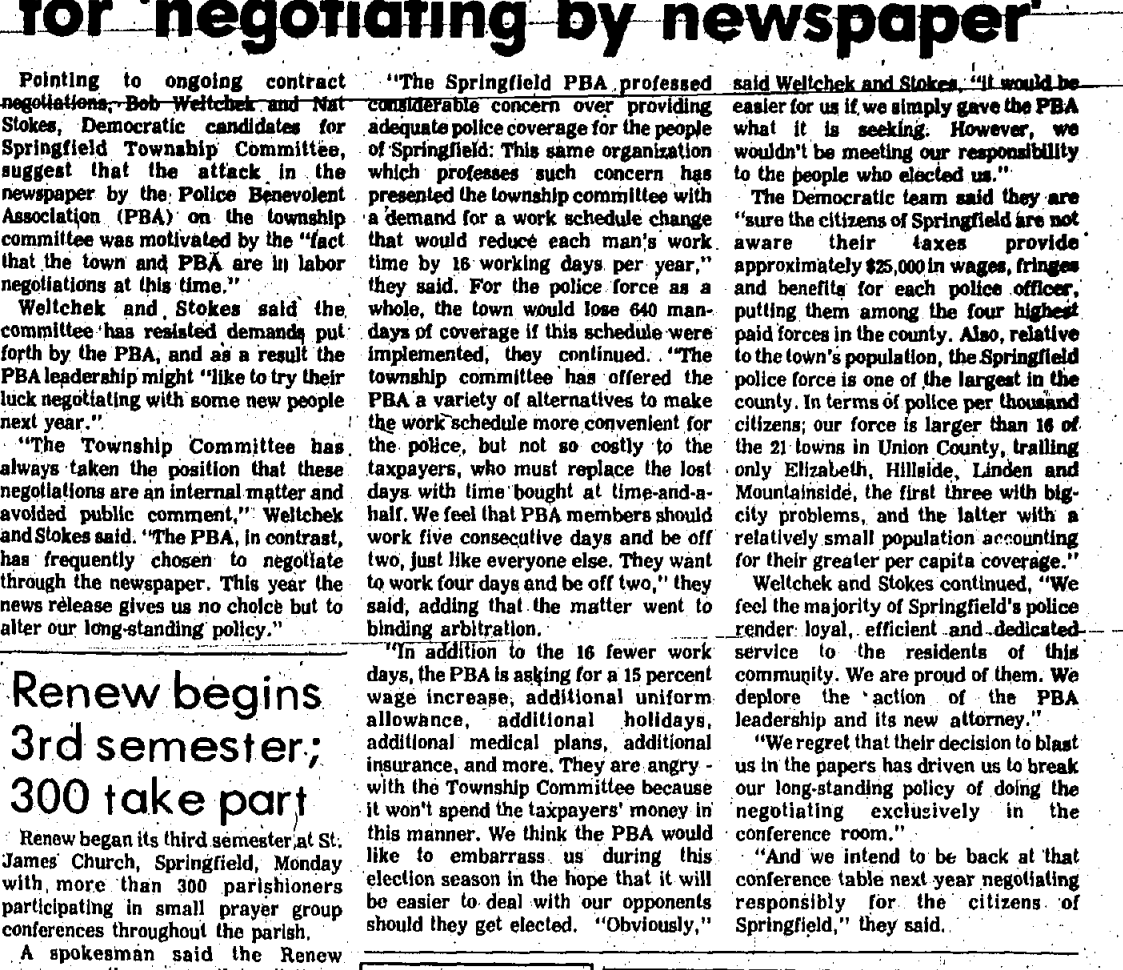 for 'negotiating by newspaper'
Pointing to ongoing contract
negotiations, Bob Weltchek and Nat
Stokes, Democratic candidates for
Springfield Township Committee,
suggest that the attack in the
newspaper by the Police Benevolent
Association (PBA) on the township
committee was motivated by the "fact
that the town and PBA are in labor
negotiations at this time."
Weltchek and Stokes said the
committee has resisted demands put
forth by the PBA, and as a result the
PBA leadership might "like to try their
luck negotiating with some new people
next year."
"The Township Committee has
always taken the position that these
negotiations are an internal matter and
avoided public comment," Weltchek
and Stokes said. "The PBA, in contrast,
has frequently chosen to negotiate
through the newspaper. This year the
news release gives us no choice but to
alter our long-standing policy."
"The Springfield PBA professed
considerable concern over providing
adequate police coverage for the people
of Springfield: This same organization
which professes such concern has
presented the township committee with
a demand for a work schedule change
that would reduce each man's work
time by 16 working days per year,"
they said. For the police force as a
whole, the town would lose 640 man-
days of coverage if this schedule were
implemented, they continued. "The
township committee has offered the
PBA a variety of alternatives to make
the work schedule more convenient for
the police, but not so costly to the
taxpayers, who must replace the lost
days with time bought at time-and-a-
half. We feel that PBA members should
work five consecutive days and be off
two, just like everyone else. They want
to work four days and be off two," they
said, adding that the matter went to
binding arbitration.
"In addition to the 16 fewer work
days, the PBA is asking for a 15 percent
wage increase, additional uniform
allowance, additional holidays,
additional medical plans, additional
insurance, and more. They are angry -
with the Township Committee because
it won't spend the taxpayers' money in
this manner. We think the PBA would
like to embarrass us during this
election season in the hope that it will
be easier to deal with our opponents
should they get elected. "Obviously,"
said Weltchek and Stokes, "it would be
easier for us if we simply gave the PBA
what it is seeking. However, we
wouldn't be meeting our responsibility
to the people who elected us."
The Democratic team said they are
"sure the citizens of Springfield are not
aware their taxes provide
approximately $25,000 in wages, fringes
and benefits for each police officer,
putting them among the four highest
paid forces in the county. Also, relative
to the town's population, the Springfield
police force is one of the largest in the
county. In terms of police per thousand
citizens; our force is larger than 16 of
the 21 towns in Union County, trailing
only Elizabeth, Hillside, Linden and
Mountainside, the first three with big-
city problems, and the latter with a
relatively small population accounting
for their greater per capita coverage."
Weltchek and Stokes continued, "We
feel the majority of Springfield's police
render loyal, efficient and dedicated
service to the residents of this
community. We are proud of them. We
deplore the action of the PBA
leadership and its new attorney."
"We regret that their decision to blast
us in the papers has driven us to break
our long-standing policy of doing the
negotiating exclusively in the
conference room."
"And we intend to be back at that
conference table next year negotiating
responsibly for the citizens of
Springfield," they said.
Renew begins
3rd semester;
300 take part
Renew began its third semester at St.
James Church, Springfield, Monday
with more than 300 parishioners
participating in small prayer group
conferences throughout the parish.
A spokesman said the Renew